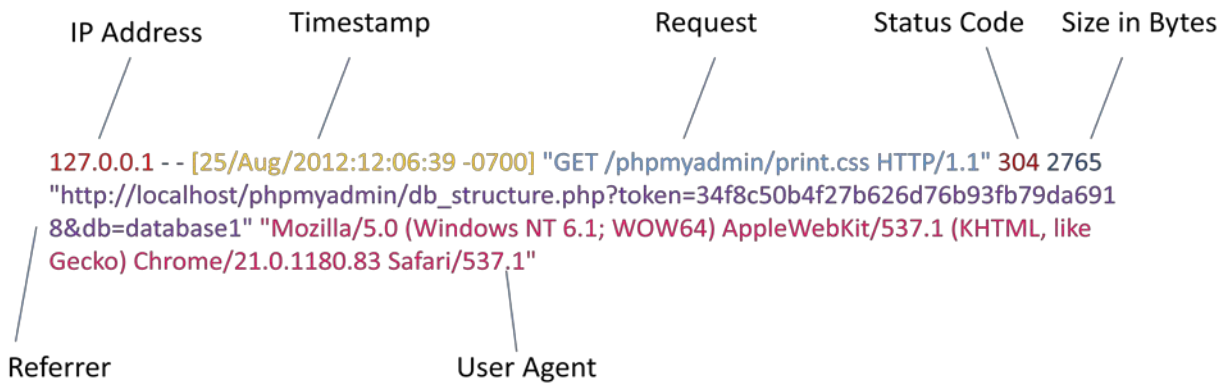 IP Address Timestamp Request Status Code Size in Bytes
127.0.0.1 - - [25/Aug/2012:12:06:39 -0700] "GET /phpmyadmin/print.css HTTP/1.1" 304 2765
"http://localhost/phpmyadmin/db_structure.php?token=34f8c50b4f27b626d76b93fb79da691
8&db=database1" "Mozilla/5.0 (Windows NT 6.1; WOW64) AppleWebKit/537.1 (KHTML, like
Gecko) Chrome/21.0.1180.83 Safari/537.1"
Referrer User Agent